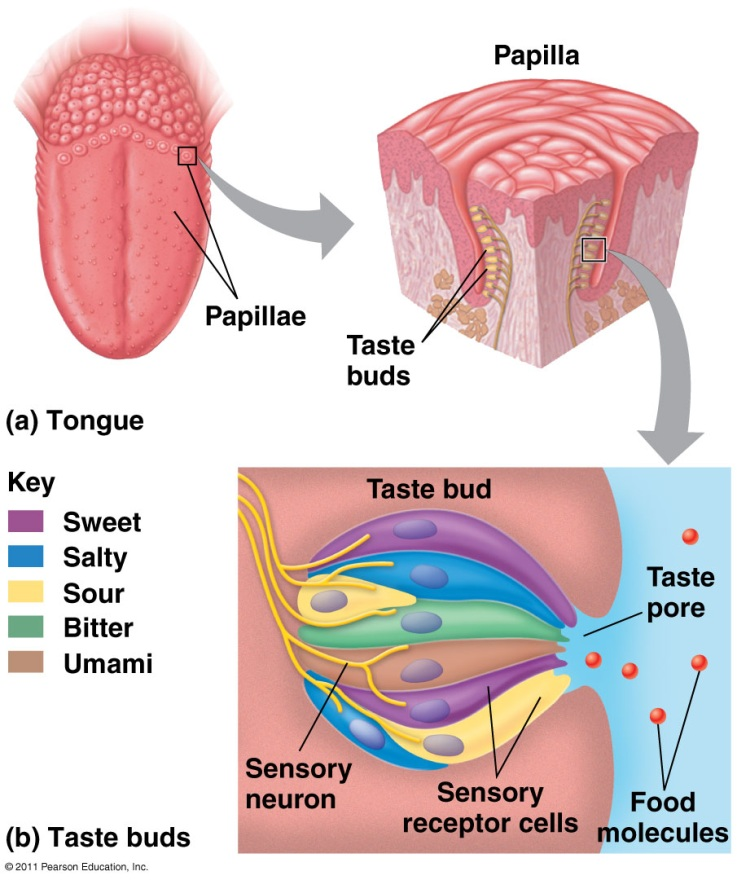 Papilla
Papillae
Taste
buds
(a) Tongue
Key
Sweet
Salty
Sour
Bitter
Umami
Taste bud
Taste
pore
Sensory
neuron
Sensory
receptor cells
Food
molecules
(b) Taste buds
© 2011 Pearson Education, Inc.